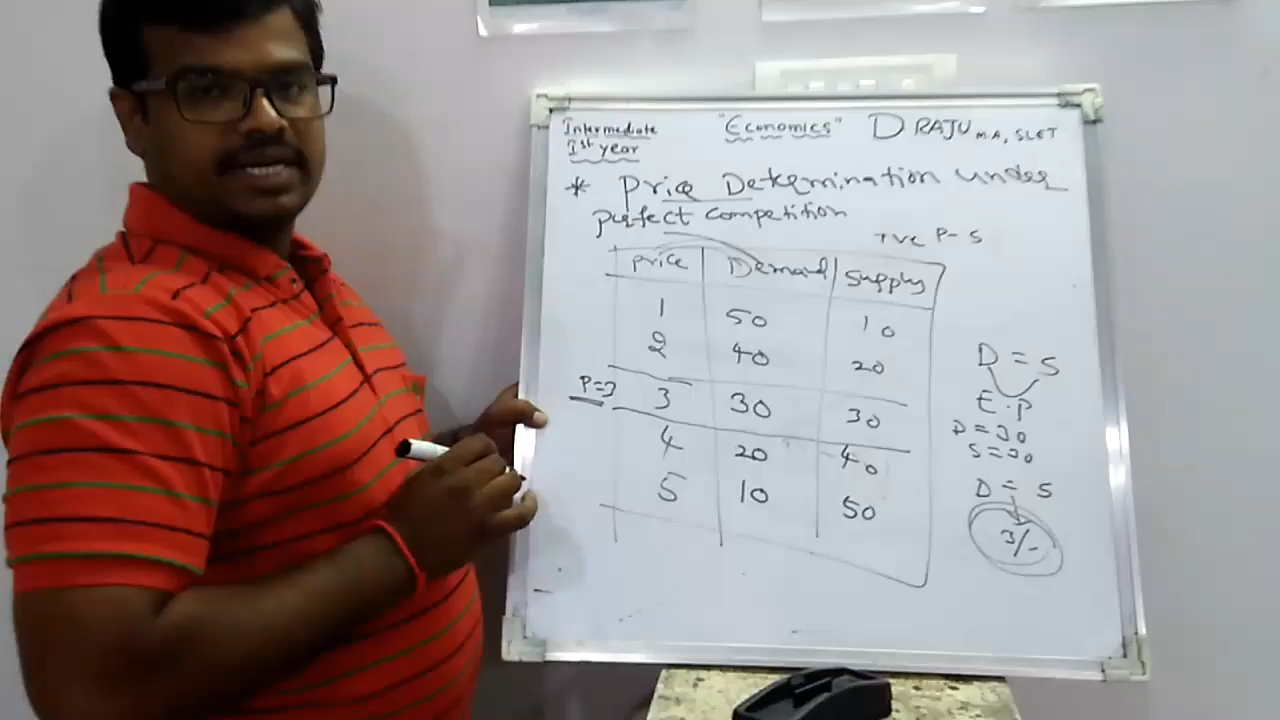 Intermediate
Ist year
"Economics"
D RAJU M.A, SLET
* Price Determination under
perfect competition
TVC P-S
price Demand Supply
1 50 10
2 40 20
P=3 3 30 30
4 20 40
5 10 50
D = S
E.P
D=30
S=30
D = S
3/-